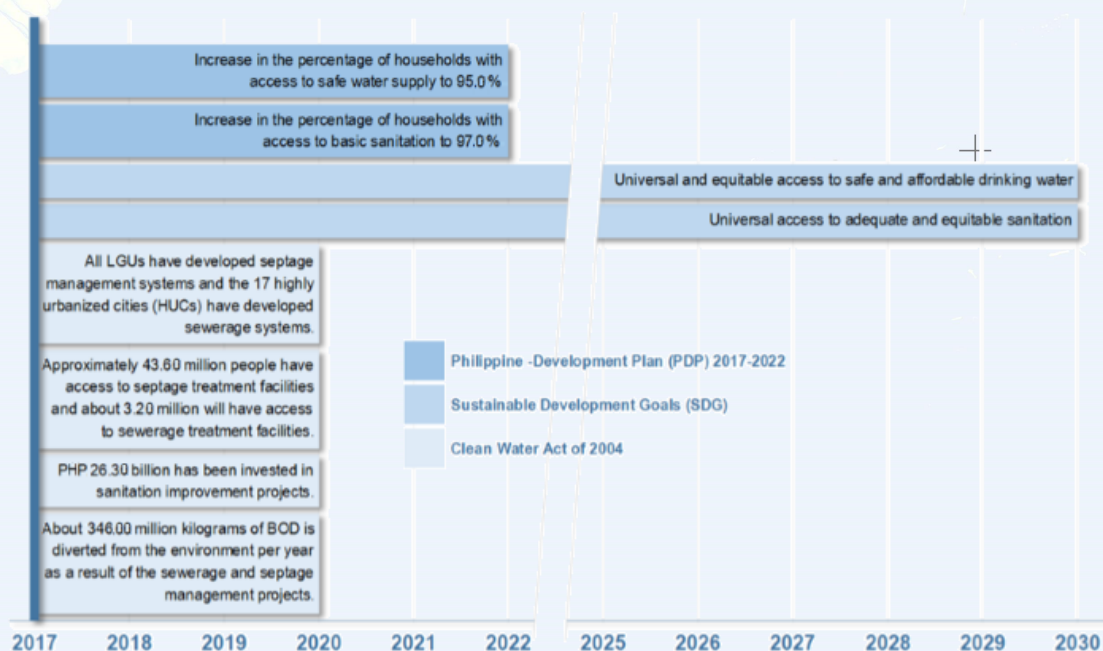 Increase in the percentage of households with
access to safe water supply to 95.0%
Increase in the percentage of households with
access to basic sanitation to 97.0%
Universal and equitable access to safe and affordable drinking water
Universal access to adequate and equitable sanitation
All LGUs have developed septage
management systems and the 17 highly
urbanized cities (HUCs) have developed
sewerage systems.
Approximately 43.60 million people have
access to septage treatment facilities
and about 3.20 million will have access
to sewerage treatment facilities.
PHP 26.30 billion has been invested in
sanitation improvement projects.
About 346.00 million kilograms of BOD is
diverted from the environment per year
as a result of the sewerage and septage
management projects.
Philippine -Development Plan (PDP) 2017-2022
Sustainable Development Goals (SDG)
Clean Water Act of 2004
2017 2018 2019 2020 2021 2022 2025 2026 2027 2028 2029 2030